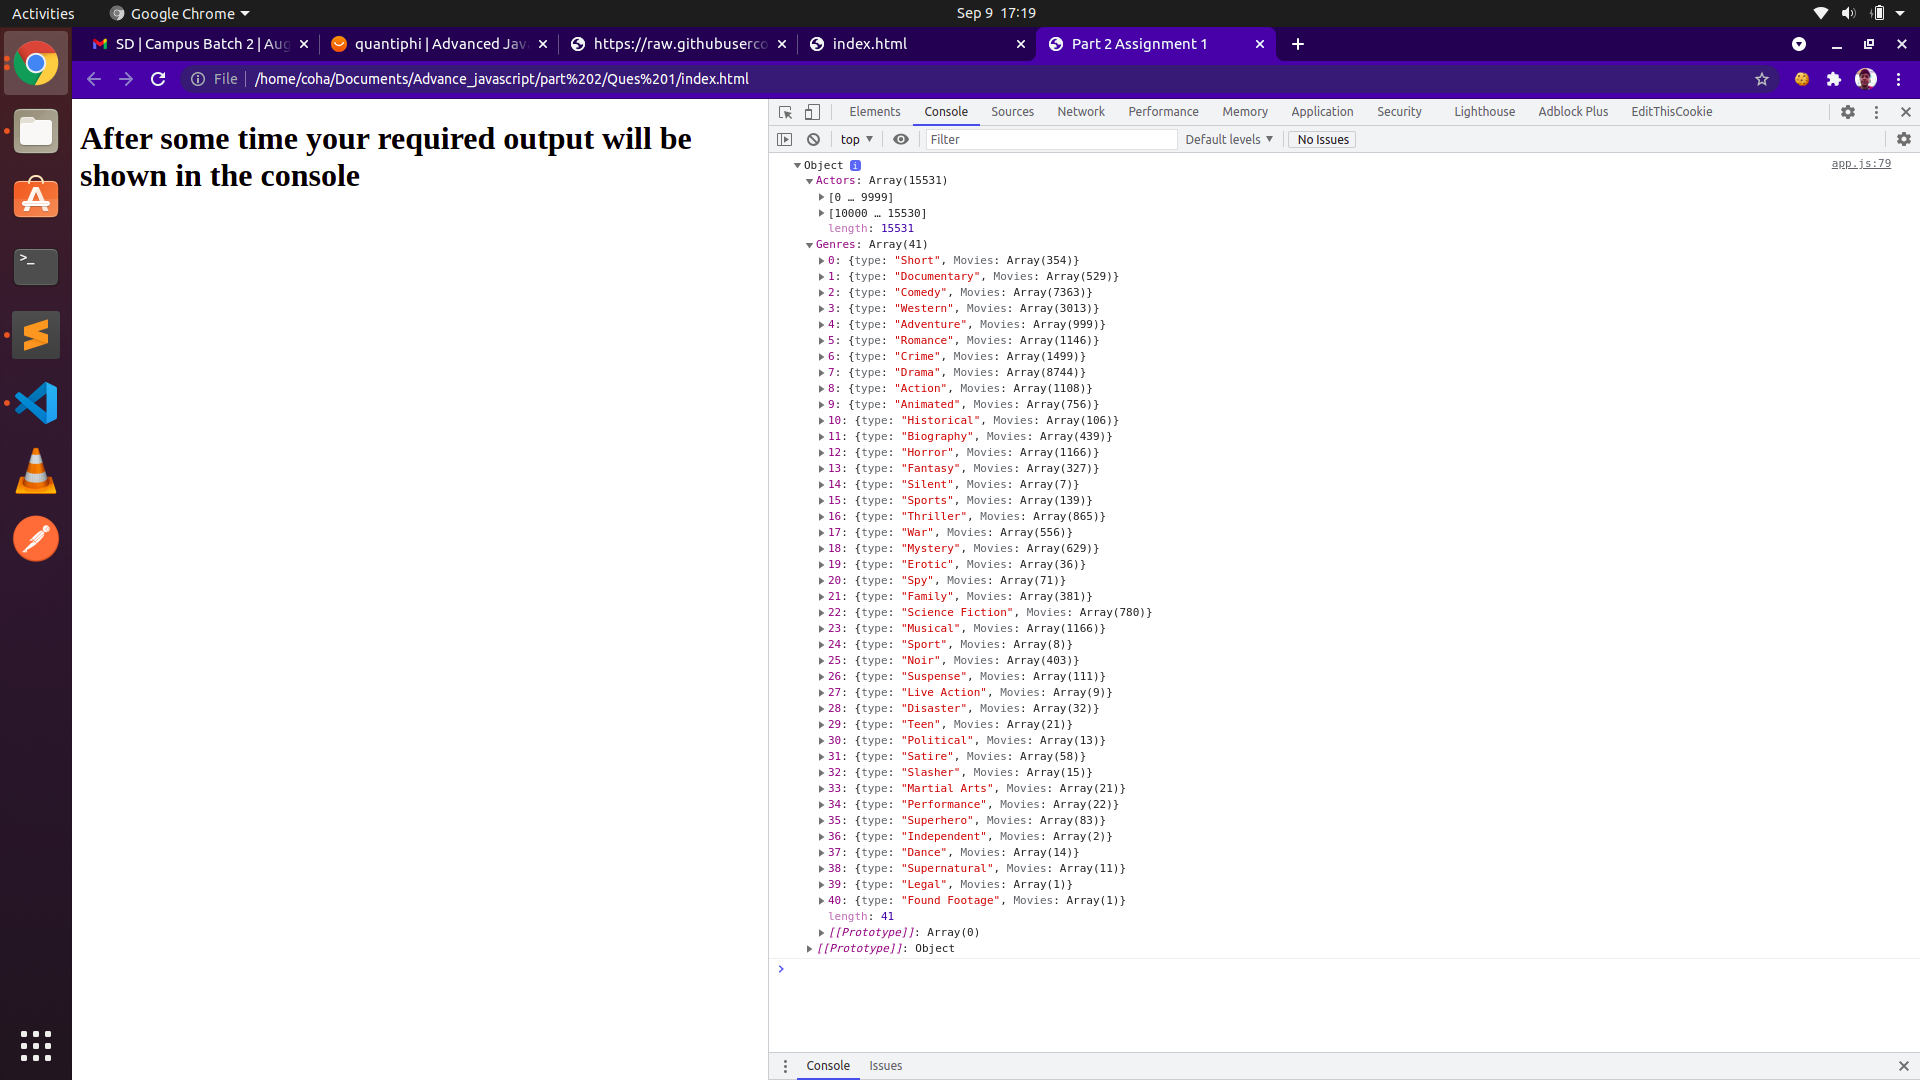 Activities
Google Chrome
Sep 9 17:19
SD | Campus Batch 2 | Aug
quantiphi | Advanced Jav
https://raw.githubuserco
index.html
Part 2 Assignment 1
File
/home/coha/Documents/Advance_javascript/part%202/Ques%201/index.html
After some time your required output will be
shown in the console
Elements Console Sources Network Performance Memory Application Security Lighthouse Adblock Plus EditThisCookie
top Filter Default levels No Issues
Object i
app.js:79
Actors: Array(15531)
[0 … 9999]
[10000 … 15530]
length: 15531
Genres: Array(41)
0: {type: "Short", Movies: Array(354)}
1: {type: "Documentary", Movies: Array(529)}
2: {type: "Comedy", Movies: Array(7363)}
3: {type: "Western", Movies: Array(3013)}
4: {type: "Adventure", Movies: Array(999)}
5: {type: "Romance", Movies: Array(1146)}
6: {type: "Crime", Movies: Array(1499)}
7: {type: "Drama", Movies: Array(8744)}
8: {type: "Action", Movies: Array(1108)}
9: {type: "Animated", Movies: Array(756)}
10: {type: "Historical", Movies: Array(106)}
11: {type: "Biography", Movies: Array(439)}
12: {type: "Horror", Movies: Array(1166)}
13: {type: "Fantasy", Movies: Array(327)}
14: {type: "Silent", Movies: Array(7)}
15: {type: "Sports", Movies: Array(139)}
16: {type: "Thriller", Movies: Array(865)}
17: {type: "War", Movies: Array(556)}
18: {type: "Mystery", Movies: Array(629)}
19: {type: "Erotic", Movies: Array(36)}
20: {type: "Spy", Movies: Array(71)}
21: {type: "Family", Movies: Array(381)}
22: {type: "Science Fiction", Movies: Array(780)}
23: {type: "Musical", Movies: Array(1166)}
24: {type: "Sport", Movies: Array(8)}
25: {type: "Noir", Movies: Array(403)}
26: {type: "Suspense", Movies: Array(111)}
27: {type: "Live Action", Movies: Array(9)}
28: {type: "Disaster", Movies: Array(32)}
29: {type: "Teen", Movies: Array(21)}
30: {type: "Political", Movies: Array(13)}
31: {type: "Satire", Movies: Array(58)}
32: {type: "Slasher", Movies: Array(15)}
33: {type: "Martial Arts", Movies: Array(21)}
34: {type: "Performance", Movies: Array(22)}
35: {type: "Superhero", Movies: Array(83)}
36: {type: "Independent", Movies: Array(2)}
37: {type: "Dance", Movies: Array(14)}
38: {type: "Supernatural", Movies: Array(11)}
39: {type: "Legal", Movies: Array(1)}
40: {type: "Found Footage", Movies: Array(1)}
length: 41
[[Prototype]]: Array(0)
[[Prototype]]: Object
Console Issues